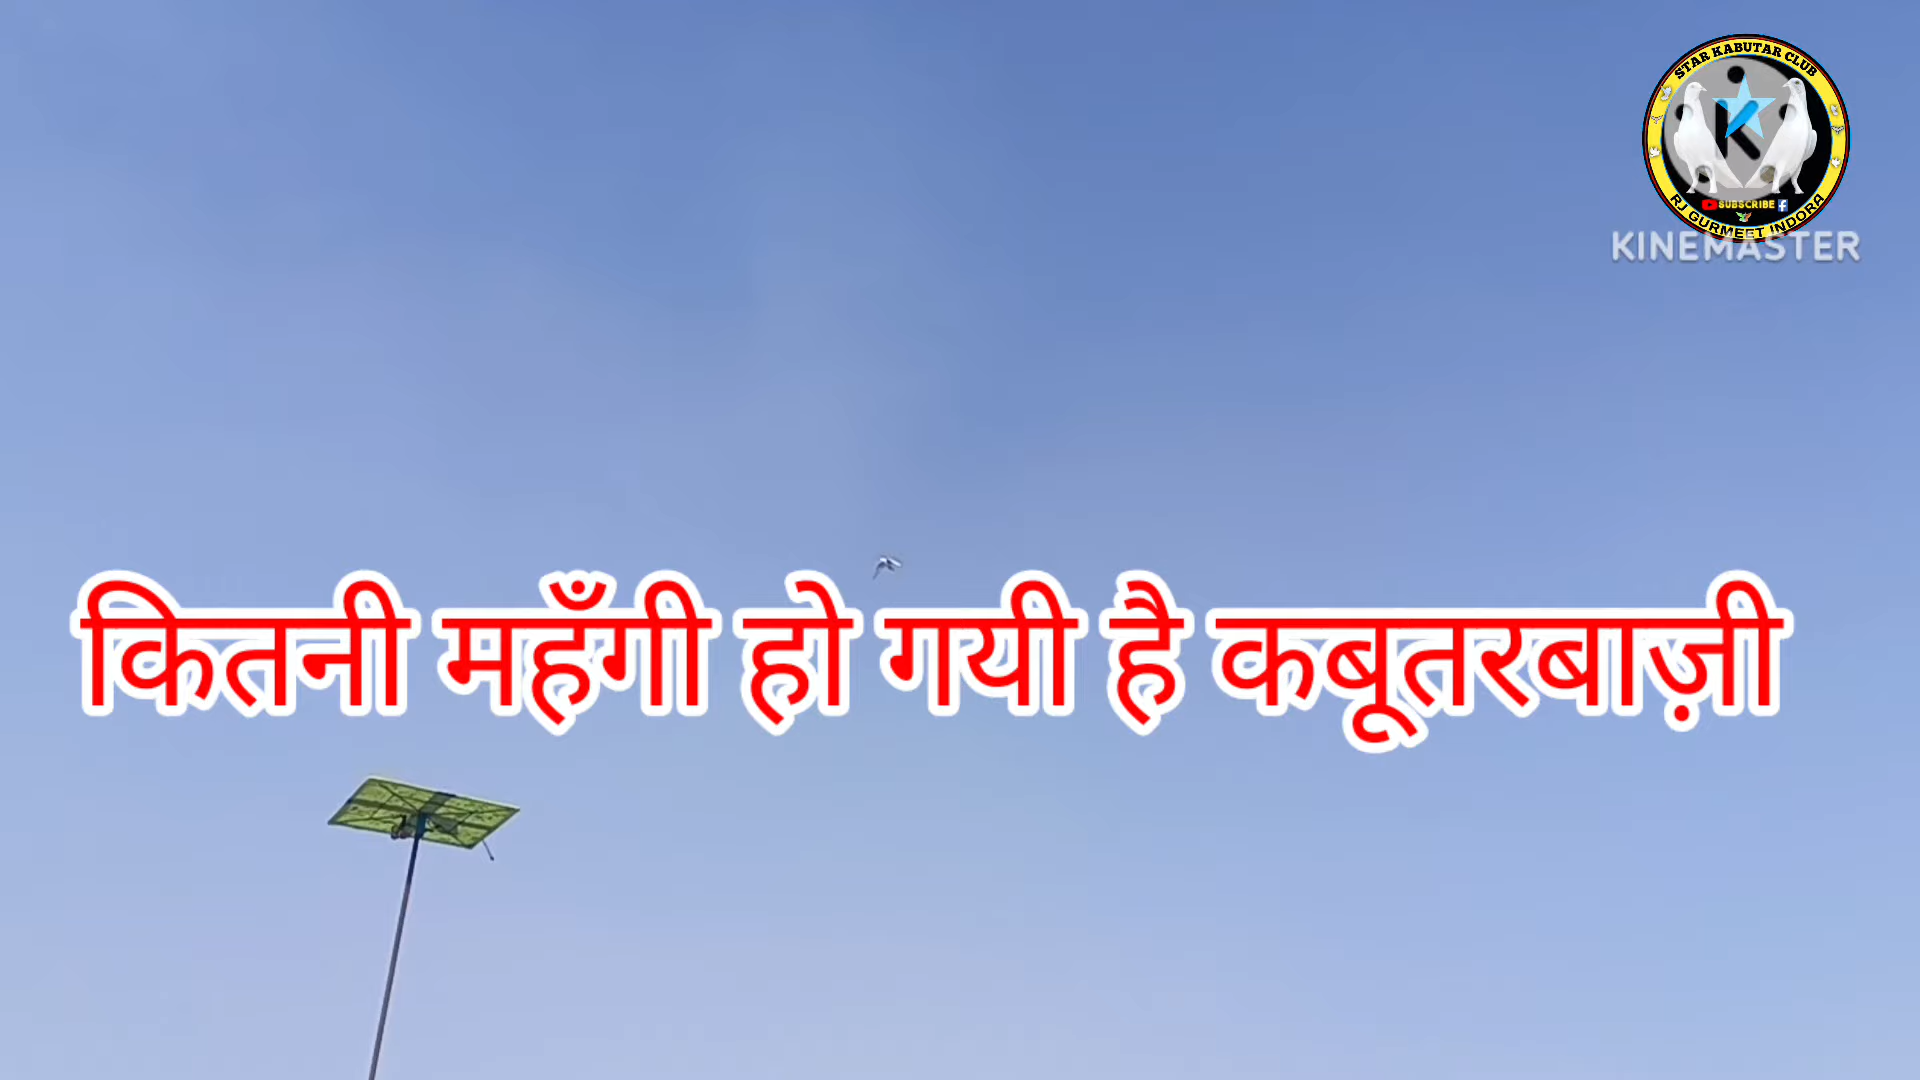 STAR KABUTAR CLUB
K
SUBSCRIBE f
RJ GURMEET INDORA
KINEMASTER
कितनी महँगी हो गयी है कबूतरबाज़ी